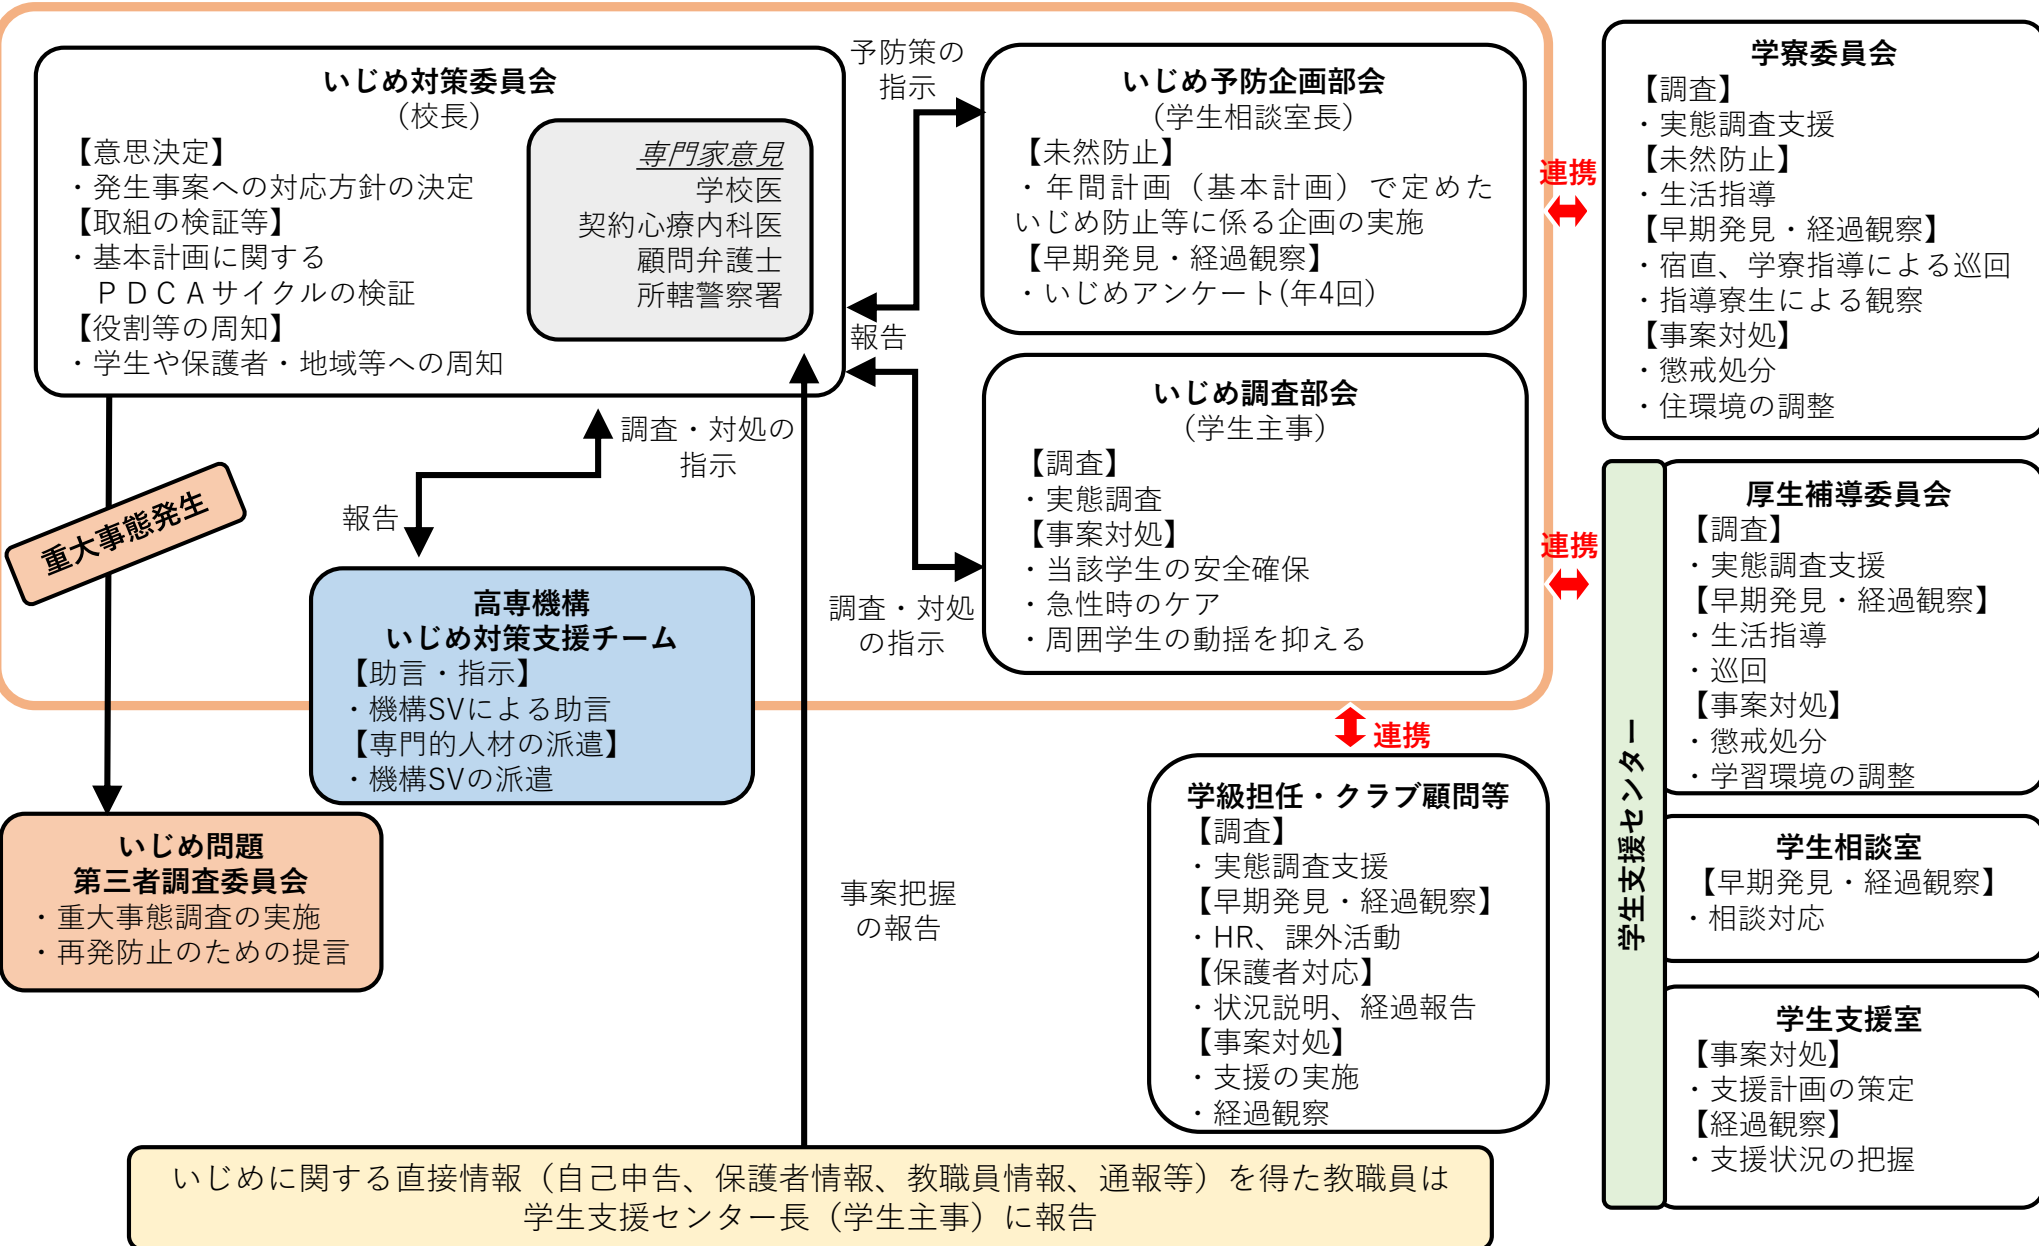 いじめ対策委員会
（校長）
【意思決定】
・発生事案への対応方針の決定
【取組の検証等】
・基本計画に関する
ＰＤＣＡサイクルの検証
【役割等の周知】
・学生や保護者・地域等への周知
専門家意見
学校医
契約心療内科医
顧問弁護士
所轄警察署
予防策の
指示
報告
いじめ予防企画部会
（学生相談室長）
【未然防止】
・年間計画（基本計画）で定めた
いじめ防止等に係る企画の実施
【早期発見・経過観察】
・いじめアンケート(年4回）
いじめ調査部会
（学生主事）
【調査】
・実態調査
【事案対処】
・当該学生の安全確保
・急性時のケア
・周囲学生の動揺を抑える
調査・対処
の指示
調査・対処の
指示
報告
重大事態発生
高専機構
いじめ対策支援チーム
【助言・指示】
・機構SVによる助言
【専門的人材の派遣】
・機構SVの派遣
いじめ問題
第三者調査委員会
・重大事態調査の実施
・再発防止のための提言
事案把握
の報告
連携
連携
連携
学級担任・クラブ顧問等
【調査】
・実態調査支援
【早期発見・経過観察】
・HR、課外活動
【保護者対応】
・状況説明、経過報告
【事案対処】
・支援の実施
・経過観察
学寮委員会
【調査】
・実態調査支援
【未然防止】
・生活指導
【早期発見・経過観察】
・宿直、学寮指導による巡回
・指導寮生による観察
【事案対処】
・懲戒処分
・住環境の調整
学生支援センター
厚生補導委員会
【調査】
・実態調査支援
【早期発見・経過観察】
・生活指導
・巡回
【事案対処】
・懲戒処分
・学習環境の調整
学生相談室
【早期発見・経過観察】
・相談対応
学生支援室
【事案対処】
・支援計画の策定
【経過観察】
・支援状況の把握
いじめに関する直接情報（自己申告、保護者情報、教職員情報、通報等）を得た教職員は
学生支援センター長（学生主事）に報告